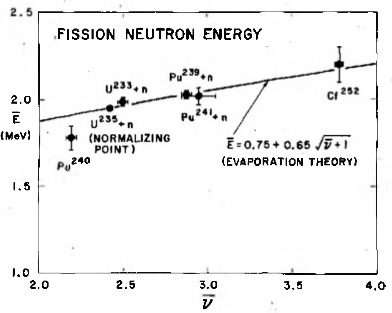 FISSION NEUTRON ENERGY
2.5
2.0
1.5
1.0
E̅
(MeV)
U²³³+n
Pu²³⁹+n
Cf²⁵²
U²³⁵+n
Pu²⁴¹+n
(NORMALIZING
POINT)
Pu²⁴⁰
E̅ = 0.75 + 0.65 √ν̅+1
(EVAPORATION THEORY)
2.0 2.5 3.0 3.5 4.0
ν̅